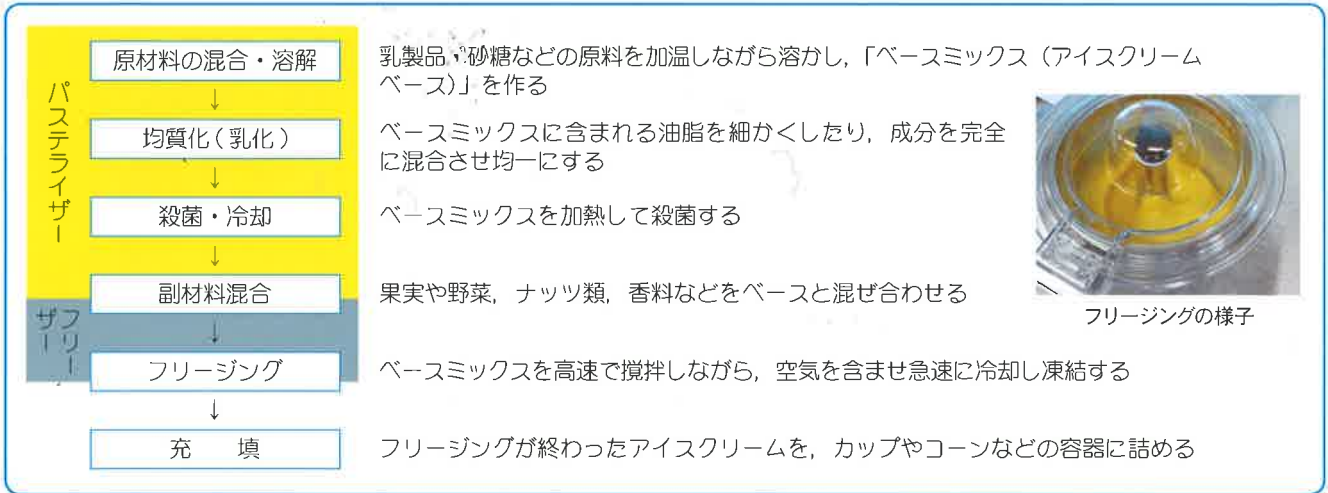 パステライザー
フリーザー
原材料の混合・溶解
乳製品・砂糖などの原料を加温しながら溶かし，「ベースミックス（アイスクリーム
ベース）」を作る
↓
均質化（乳化）
ベースミックスに含まれる油脂を細かくしたり，成分を完全
に混合させ均一にする
↓
殺菌・冷却
ベースミックスを加熱して殺菌する
↓
副材料混合
果実や野菜，ナッツ類，香料などをベースと混ぜ合わせる
↓
フリージング
ベースミックスを高速で撹拌しながら，空気を含ませ急速に冷却し凍結する
↓
充　填
フリージングが終わったアイスクリームを，カップやコーンなどの容器に詰める
フリージングの様子